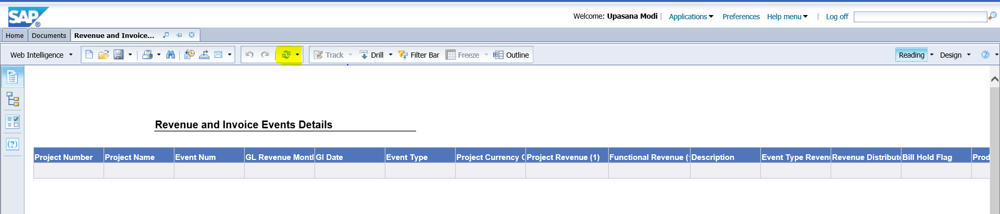 SAP®
Welcome: Upasana Modi | Applications Preferences Help menu | Log off
Home Documents Revenue and Invoice...
Web Intelligence Track Drill Filter Bar Freeze Outline Reading Design ?
(?)
Revenue and Invoice Events Details
Project Number Project Name Event Num GL Revenue Montl Gl Date Event Type Project Currency C Project Revenue (1) Functional Revenue ( Description Event Type Reven Revenue Distribute Bill Hold Flag Prod